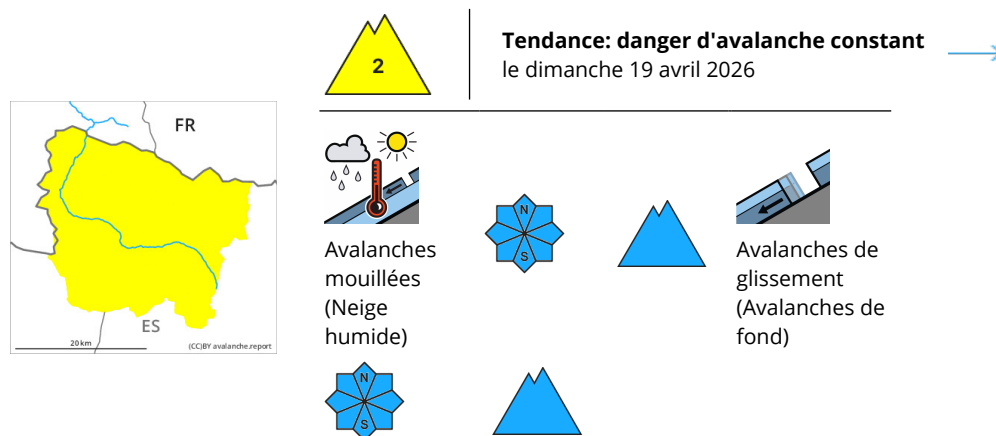 2
Tendance: danger d'avalanche constant
le dimanche 19 avril 2026
FR
ES
20 km
(CC)BY avalanche.report
Avalanches
mouillées
(Neige
humide)
N
S
Avalanches de
glissement
(Avalanches de
fond)
N
S